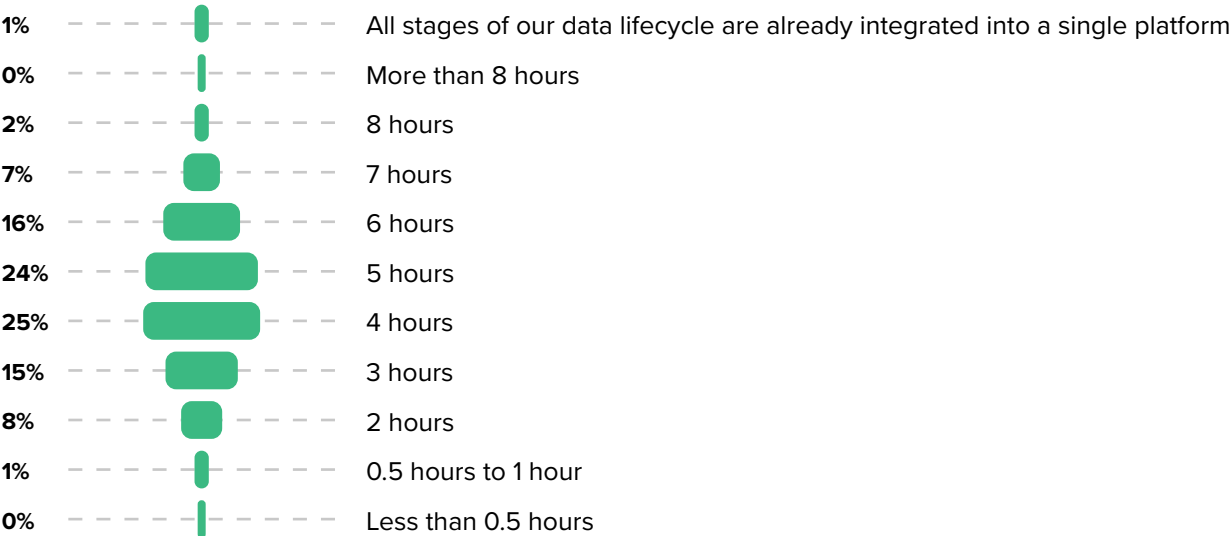 1% All stages of our data lifecycle are already integrated into a single platform
0% More than 8 hours
2% 8 hours
7% 7 hours
16% 6 hours
24% 5 hours
25% 4 hours
15% 3 hours
8% 2 hours
1% 0.5 hours to 1 hour
0% Less than 0.5 hours